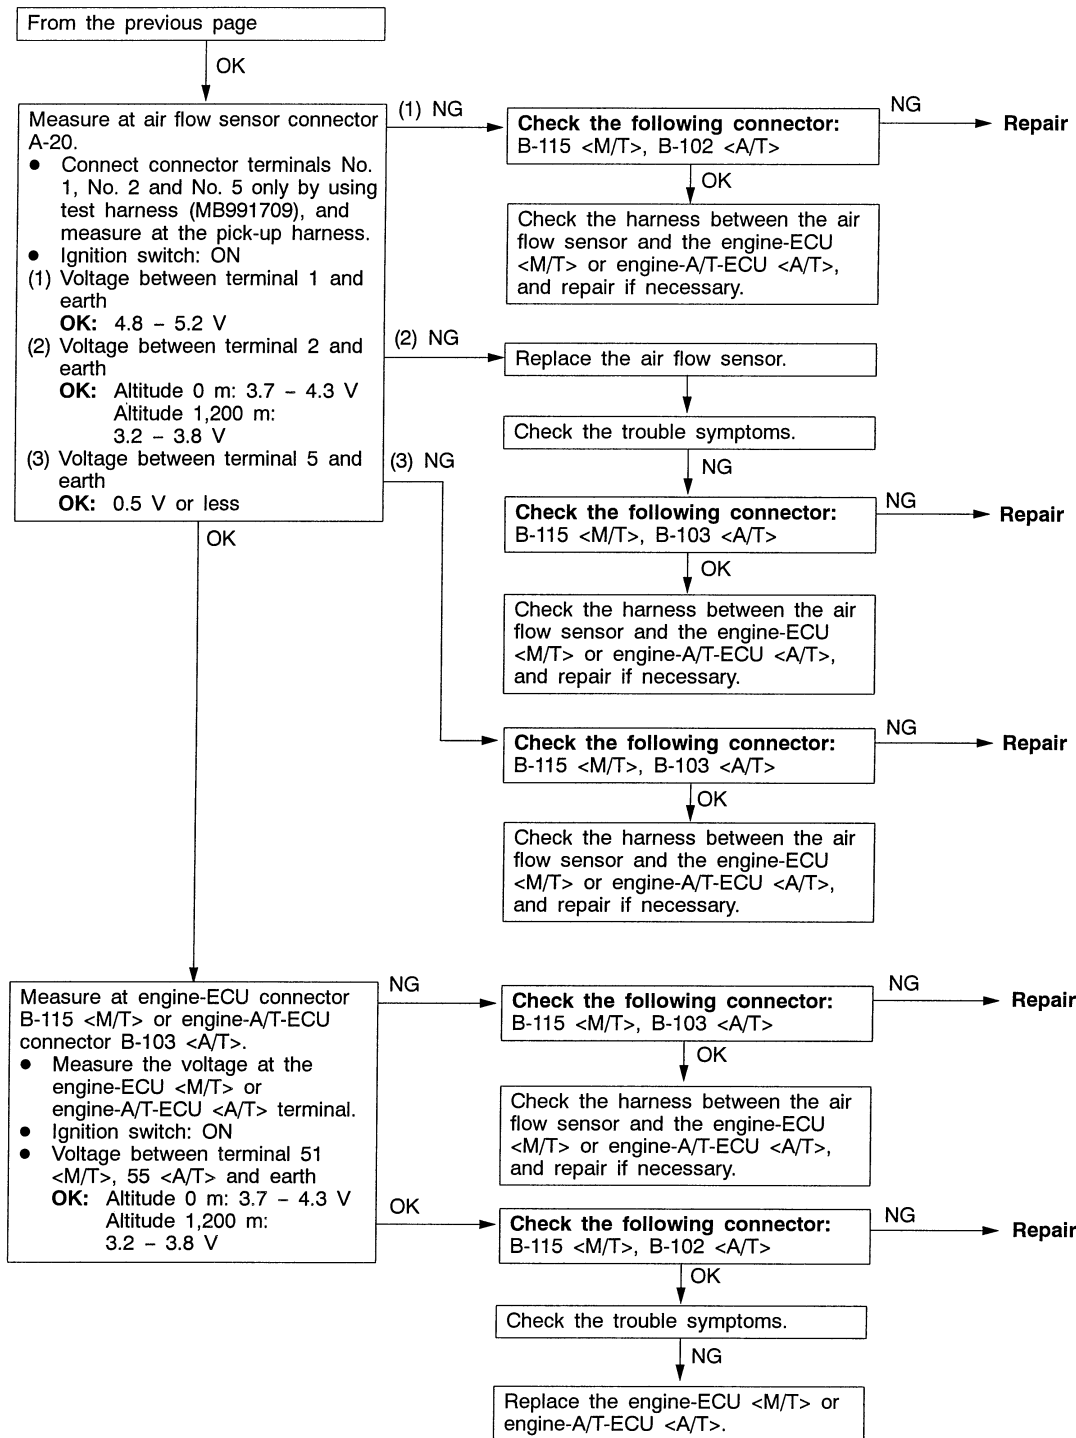 From the previous page
OK
Measure at air flow sensor connector
A-20.
● Connect connector terminals No.
1, No. 2 and No. 5 only by using
test harness (MB991709), and
measure at the pick-up harness.
● Ignition switch: ON
(1) Voltage between terminal 1 and
earth
OK: 4.8 – 5.2 V
(2) Voltage between terminal 2 and
earth
OK: Altitude 0 m: 3.7 – 4.3 V
Altitude 1,200 m:
3.2 – 3.8 V
(3) Voltage between terminal 5 and
earth
OK: 0.5 V or less
(1) NG
Check the following connector:
B-115 <M/T>, B-102 <A/T>
NG
Repair
OK
Check the harness between the air
flow sensor and the engine-ECU
<M/T> or engine-A/T-ECU <A/T>,
and repair if necessary.
(2) NG
Replace the air flow sensor.
Check the trouble symptoms.
NG
Check the following connector:
B-115 <M/T>, B-103 <A/T>
NG
Repair
OK
Check the harness between the air
flow sensor and the engine-ECU
<M/T> or engine-A/T-ECU <A/T>,
and repair if necessary.
(3) NG
Check the following connector:
B-115 <M/T>, B-103 <A/T>
NG
Repair
OK
Check the harness between the air
flow sensor and the engine-ECU
<M/T> or engine-A/T-ECU <A/T>,
and repair if necessary.
OK
Measure at engine-ECU connector
B-115 <M/T> or engine-A/T-ECU
connector B-103 <A/T>.
● Measure the voltage at the
engine-ECU <M/T> or
engine-A/T-ECU <A/T> terminal.
● Ignition switch: ON
● Voltage between terminal 51
<M/T>, 55 <A/T> and earth
OK: Altitude 0 m: 3.7 – 4.3 V
Altitude 1,200 m:
3.2 – 3.8 V
NG
Check the following connector:
B-115 <M/T>, B-103 <A/T>
NG
Repair
OK
Check the harness between the air
flow sensor and the engine-ECU
<M/T> or engine-A/T-ECU <A/T>,
and repair if necessary.
OK
Check the following connector:
B-115 <M/T>, B-102 <A/T>
NG
Repair
OK
Check the trouble symptoms.
NG
Replace the engine-ECU <M/T> or
engine-A/T-ECU <A/T>.